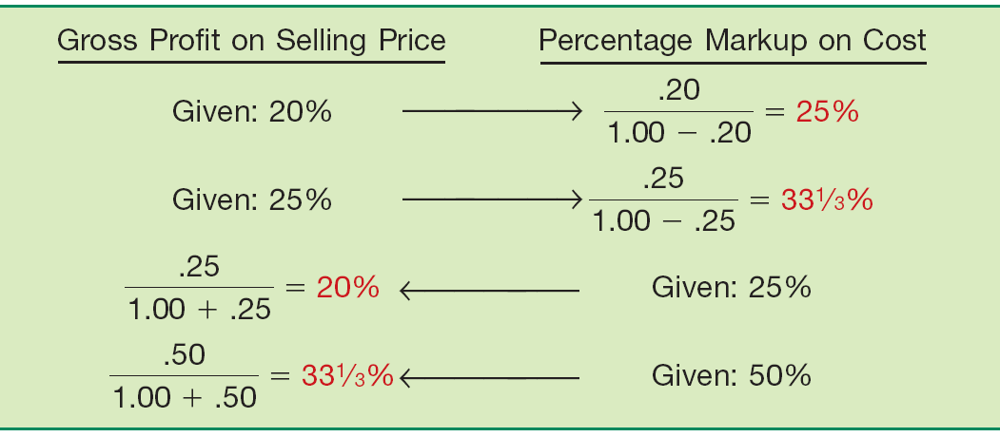 Gross Profit on Selling Price Percentage Markup on Cost
Given: 20% .20 / 1.00 − .20 = 25%
Given: 25% .25 / 1.00 − .25 = 33⅓%
.25 / 1.00 + .25 = 20% Given: 25%
.50 / 1.00 + .50 = 33⅓% Given: 50%